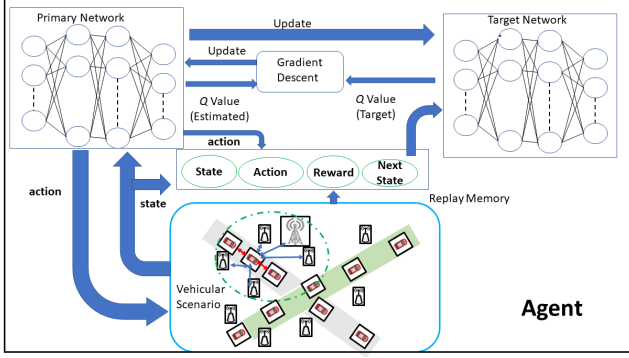 Primary Network
Update
Target Network
Update
Gradient
Descent
Q Value
(Estimated)
Q Value
(Target)
action
State
Action
Reward
Next
State
action
state
Replay Memory
Vehicular
Scenario
Agent